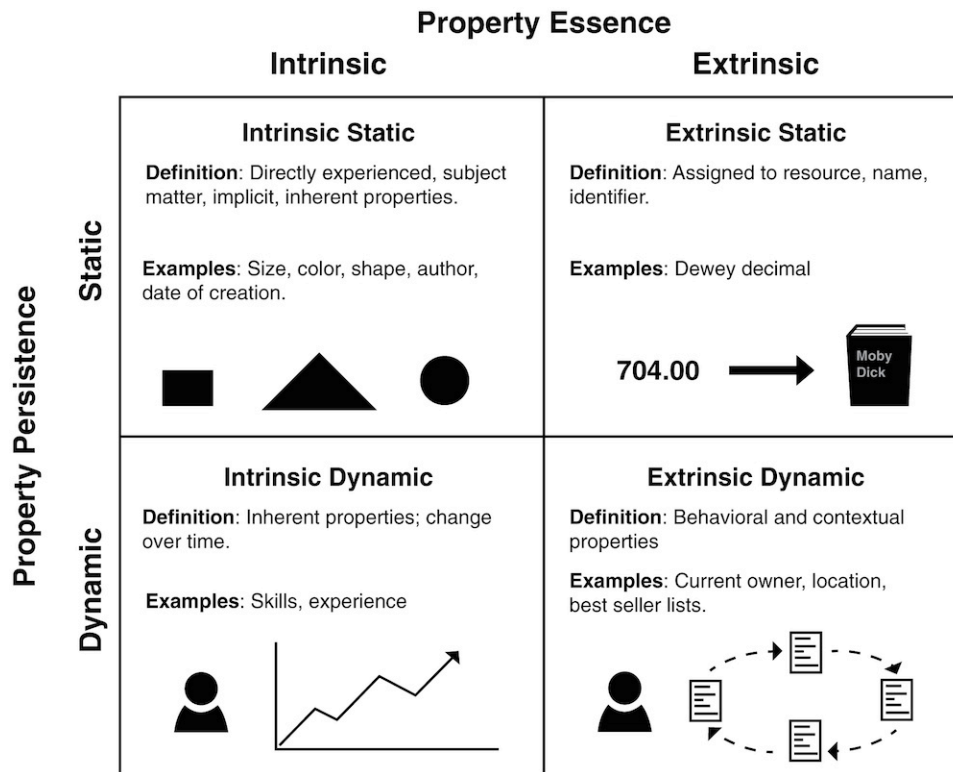 Property Essence
Intrinsic
Extrinsic
Property Persistence
Static
Intrinsic Static
Definition: Directly experienced, subject
matter, implicit, inherent properties.
Examples: Size, color, shape, author,
date of creation.
Extrinsic Static
Definition: Assigned to resource, name,
identifier.
Examples: Dewey decimal
704.00
Moby
Dick
Dynamic
Intrinsic Dynamic
Definition: Inherent properties; change
over time.
Examples: Skills, experience
Extrinsic Dynamic
Definition: Behavioral and contextual
properties
Examples: Current owner, location,
best seller lists.